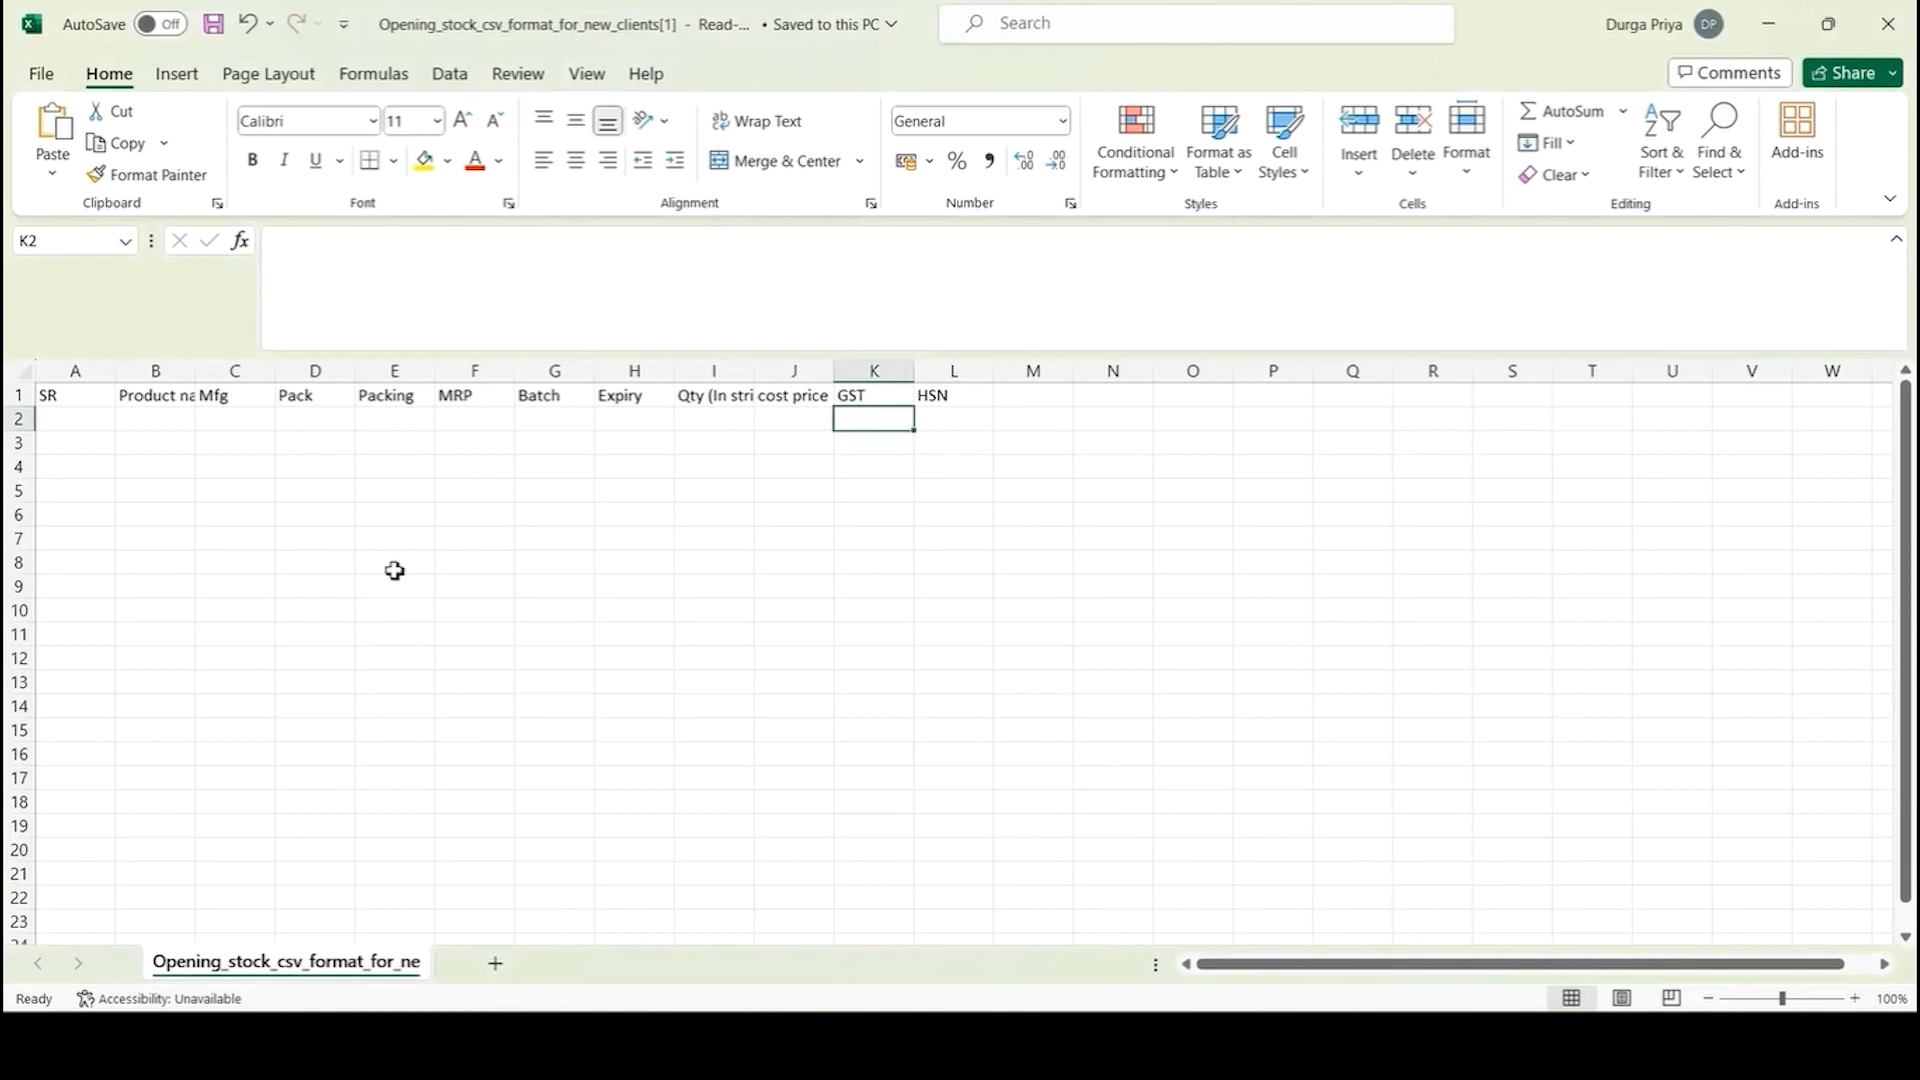 AutoSave Off Opening_stock_csv_format_for_new_clients[1] - Read-... • Saved to this PC Search Durga Priya DP
File Home Insert Page Layout Formulas Data Review View Help Comments Share
Paste Cut Copy Format Painter Clipboard
Calibri 11 B I U A A Font
Wrap Text Merge & Center Alignment
General % Number
Conditional Formatting Format as Table Cell Styles Styles
Insert Delete Format Cells
AutoSum Fill Clear Sort & Filter Find & Select Editing
Add-ins Add-ins
K2 fx
A B C D E F G H I J K L M N O P Q R S T U V W
1 SR Product na Mfg Pack Packing MRP Batch Expiry Qty (In stri cost price GST HSN
2
3
4
5
6
7
8
9
10
11
12
13
14
15
16
17
18
19
20
21
22
23
Opening_stock_csv_format_for_ne
Ready Accessibility: Unavailable 100%